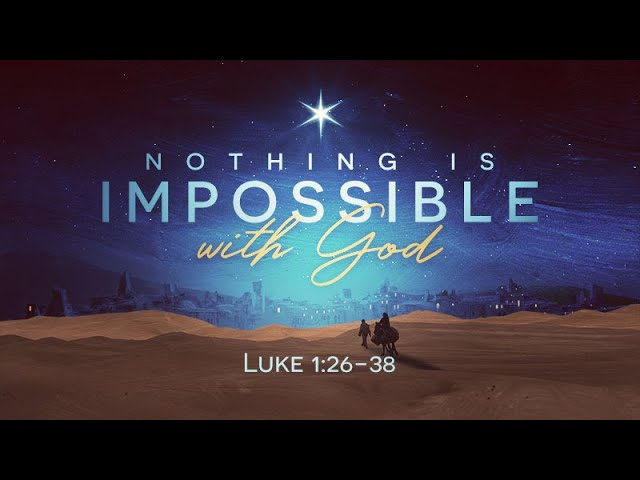 NOTHING IS
IMPOSSIBLE
with God
LUKE 1:26-38